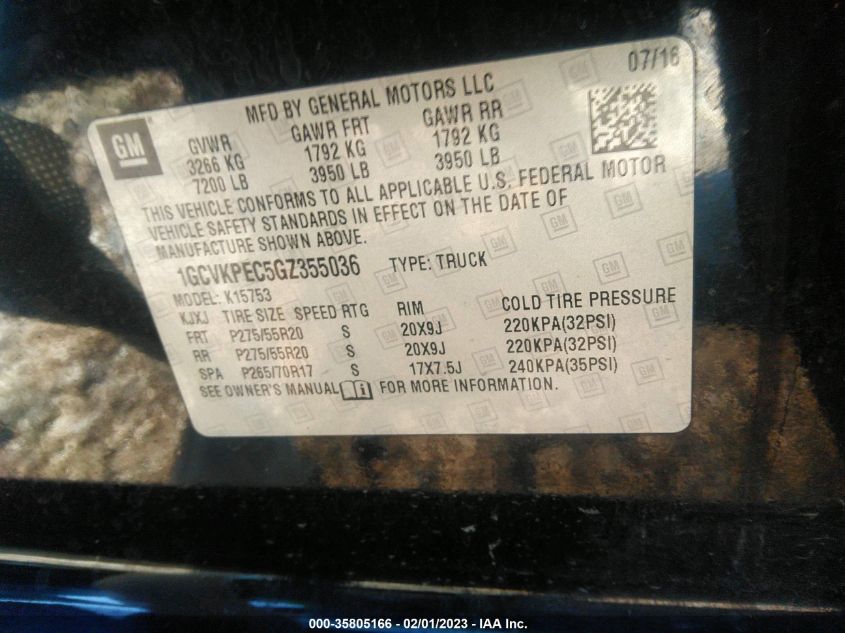 07/16
MFD BY GENERAL MOTORS LLC
GM
GVWR GAWR FRT GAWR RR
3266 KG 1792 KG 1792 KG
7200 LB 3950 LB 3950 LB
THIS VEHICLE CONFORMS TO ALL APPLICABLE U.S. FEDERAL MOTOR
VEHICLE SAFETY STANDARDS IN EFFECT ON THE DATE OF
MANUFACTURE SHOWN ABOVE.
1GCVKPEC5GZ355036 TYPE: TRUCK
MODEL: K15753
KJXJ TIRE SIZE SPEED RTG RIM COLD TIRE PRESSURE
FRT P275/55R20 S 20X9J 220KPA(32PSI)
RR P275/55R20 S 20X9J 220KPA(32PSI)
SPA P265/70R17 S 17X7.5J 240KPA(35PSI)
SEE OWNER'S MANUAL FOR MORE INFORMATION.
000-35805166 - 02/01/2023 - © IAA Inc.